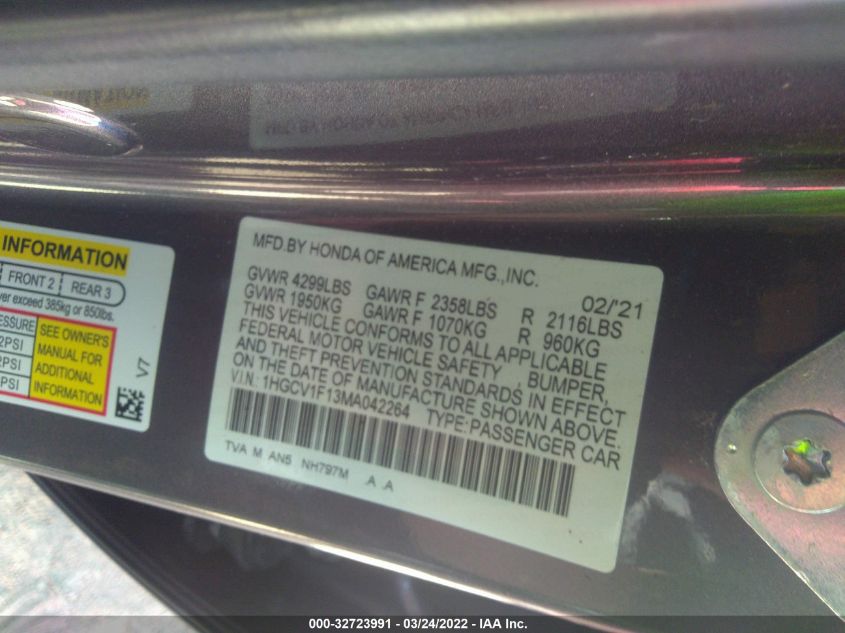 INFORMATION
FRONT 2 REAR 3
ver exceed 385kg or 850lbs.
ESSURE
2PSI
2PSI
PSI
SEE OWNER'S
MANUAL FOR
ADDITIONAL
INFORMATION
V7
MFD.BY HONDA OF AMERICA MFG.,INC.
02/'21
GVWR 4299LBS GAWR F 2358LBS R 2116LBS
GVWR 1950KG GAWR F 1070KG R 960KG
THIS VEHICLE CONFORMS TO ALL APPLICABLE
FEDERAL MOTOR VEHICLE SAFETY , BUMPER,
AND THEFT PREVENTION STANDARDS IN EFFECT
ON THE DATE OF MANUFACTURE SHOWN ABOVE.
V.I.N.: 1HGCV1F13MA042264 TYPE:PASSENGER CAR
TVA M AN5 NH797M .A .A
000-32723991 — 03/24/2022 — IAA Inc.